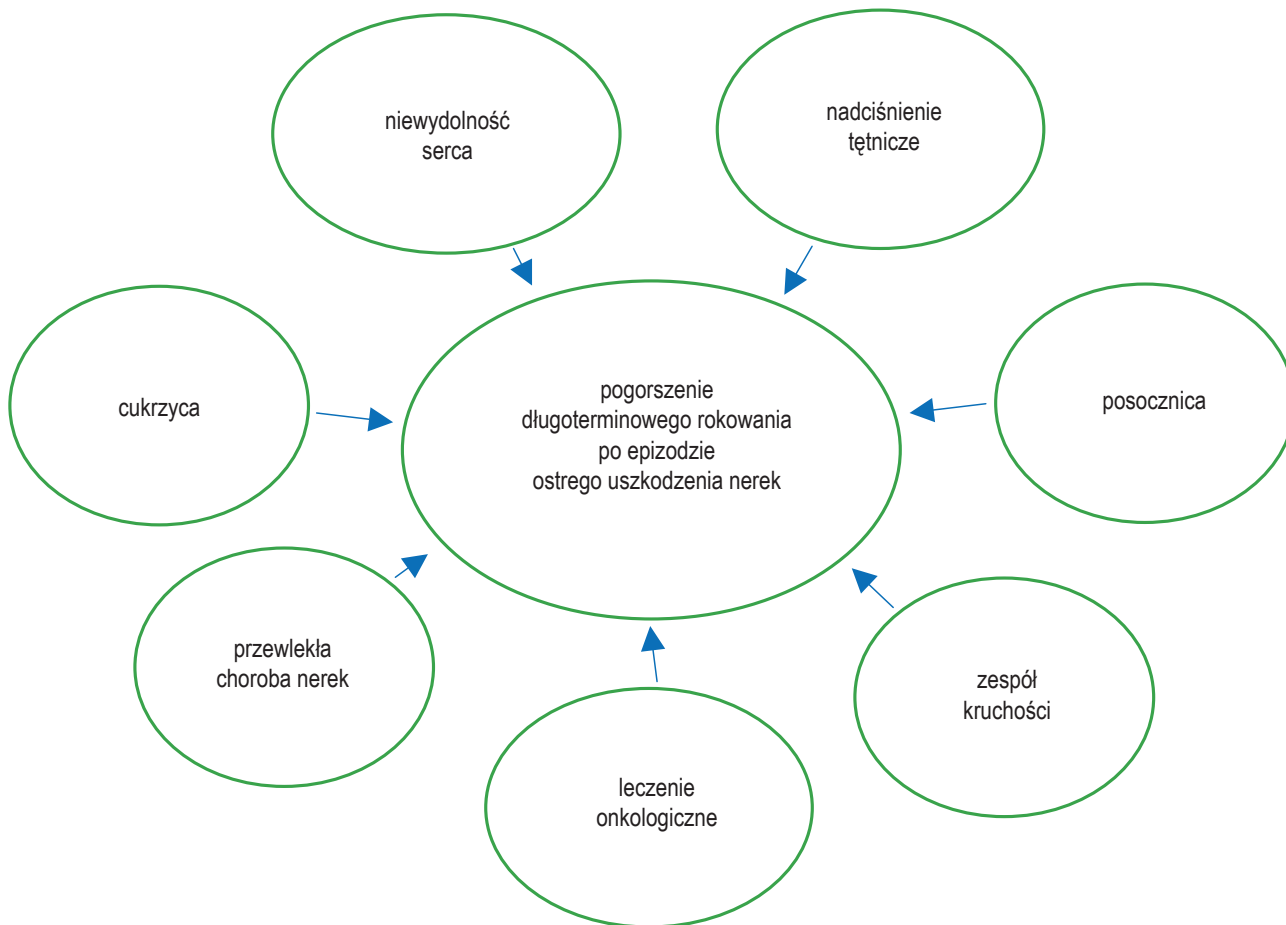 niewydolność
serca
nadciśnienie
tętnicze
cukrzyca
pogorszenie
długoterminowego rokowania
po epizodzie
ostrego uszkodzenia nerek
posocznica
przewlekła
choroba nerek
zespół
kruchości
leczenie
onkologiczne